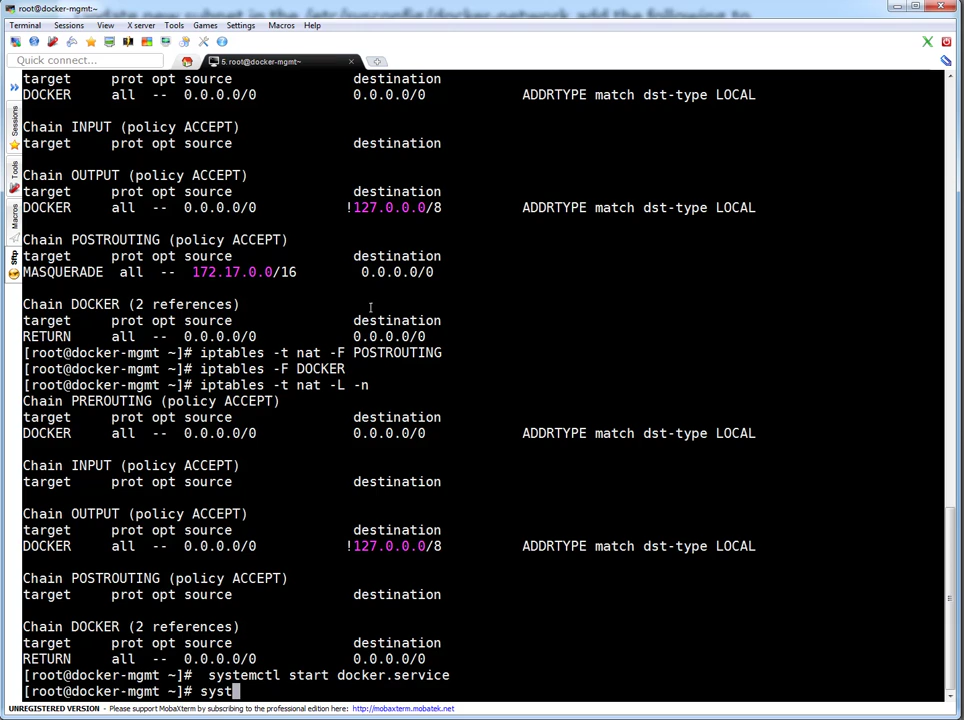 root@docker-mgmt:~
Terminal Sessions View X server Tools Games Settings Macros Help
Quick connect...
5. root@docker-mgmt:~
Sessions
Tools
Macros
Sftp
target     prot opt source               destination
DOCKER     all  --  0.0.0.0/0            0.0.0.0/0            ADDRTYPE match dst-type LOCAL
Chain INPUT (policy ACCEPT)
target     prot opt source               destination
Chain OUTPUT (policy ACCEPT)
target     prot opt source               destination
DOCKER     all  --  0.0.0.0/0           !127.0.0.0/8          ADDRTYPE match dst-type LOCAL
Chain POSTROUTING (policy ACCEPT)
target     prot opt source               destination
MASQUERADE  all  --  172.17.0.0/16        0.0.0.0/0
Chain DOCKER (2 references)
target     prot opt source               destination
RETURN     all  --  0.0.0.0/0            0.0.0.0/0
[root@docker-mgmt ~]# iptables -t nat -F POSTROUTING
[root@docker-mgmt ~]# iptables -F DOCKER
[root@docker-mgmt ~]# iptables -t nat -L -n
Chain PREROUTING (policy ACCEPT)
target     prot opt source               destination
DOCKER     all  --  0.0.0.0/0            0.0.0.0/0            ADDRTYPE match dst-type LOCAL
Chain INPUT (policy ACCEPT)
target     prot opt source               destination
Chain OUTPUT (policy ACCEPT)
target     prot opt source               destination
DOCKER     all  --  0.0.0.0/0           !127.0.0.0/8          ADDRTYPE match dst-type LOCAL
Chain POSTROUTING (policy ACCEPT)
target     prot opt source               destination
Chain DOCKER (2 references)
target     prot opt source               destination
RETURN     all  --  0.0.0.0/0            0.0.0.0/0
[root@docker-mgmt ~]#  systemctl start docker.service
[root@docker-mgmt ~]# syst
UNREGISTERED VERSION - Please support MobaXterm by subscribing to the professional edition here: http://mobaxterm.mobatek.net